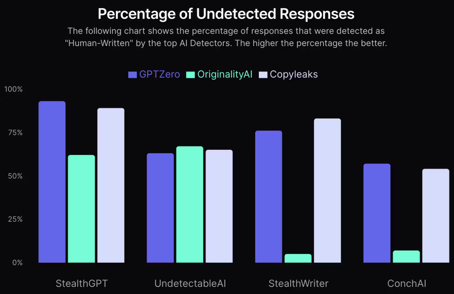 Percentage of Undetected Responses
The following chart shows the percentage of responses that were detected as
"Human-Written" by the top AI Detectors. The higher the percentage the better.
GPTZero OriginalityAI Copyleaks
100%
75%
50%
25%
0%
StealthGPT UndetectableAI StealthWriter ConchAI